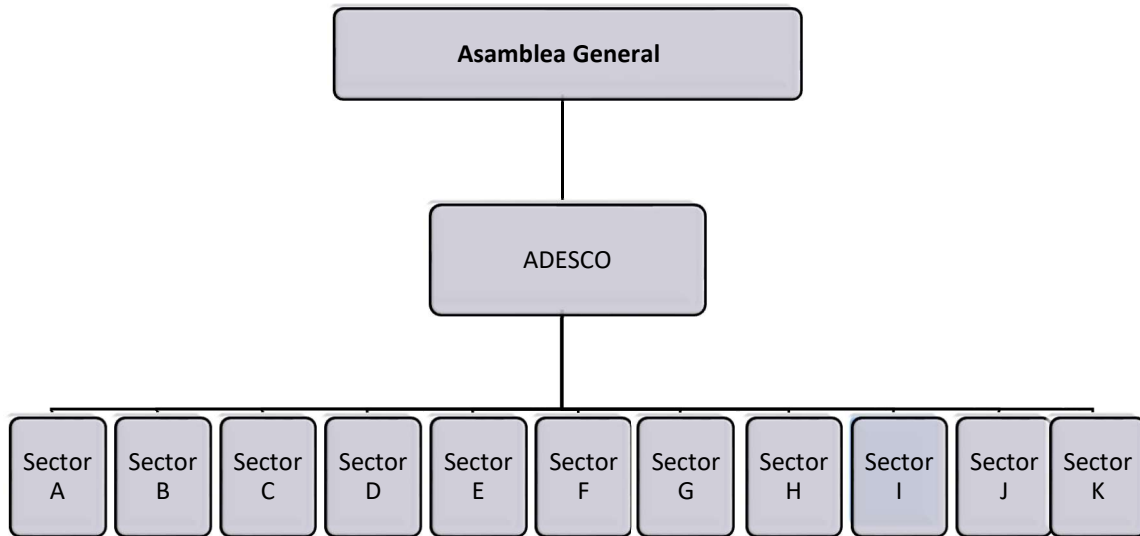 Asamblea General
ADESCO
Sector
A
Sector
B
Sector
C
Sector
D
Sector
E
Sector
F
Sector
G
Sector
H
Sector
I
Sector
J
Sector
K